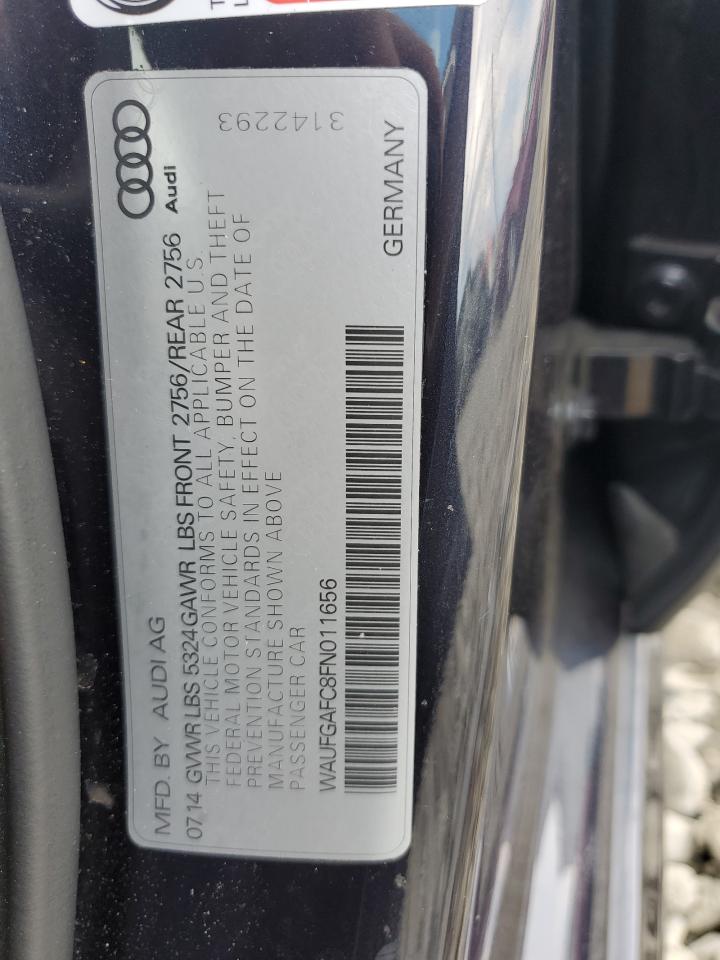 MFD. BY AUDI AG
Audi
07.14 GVWR LBS 5324 GAWR LBS FRONT 2756/REAR 2756
THIS VEHICLE CONFORMS TO ALL APPLICABLE U.S.
FEDERAL MOTOR VEHICLE SAFETY, BUMPER AND THEFT
PREVENTION STANDARDS IN EFFECT ON THE DATE OF
MANUFACTURE SHOWN ABOVE
PASSENGER CAR
WAUFGAFC8FN011656
GERMANY
3142293